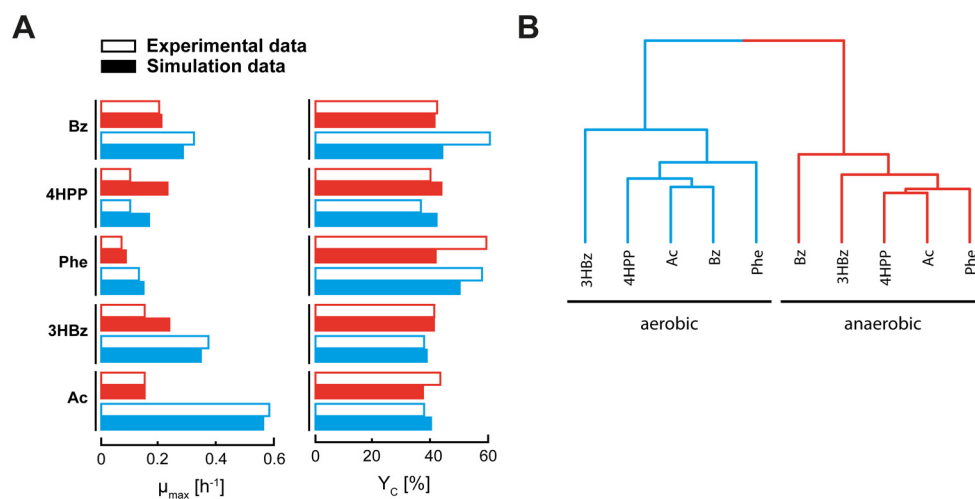 A
Experimental data
Simulation data
Bz
4HPP
Phe
3HBz
Ac
0
0.2
0.4
0.6
μmax [h-1]
0
20
40
60
YC [%]
B
3HBz
4HPP
Ac
Bz
Phe
Bz
3HBz
4HPP
Ac
Phe
aerobic
anaerobic